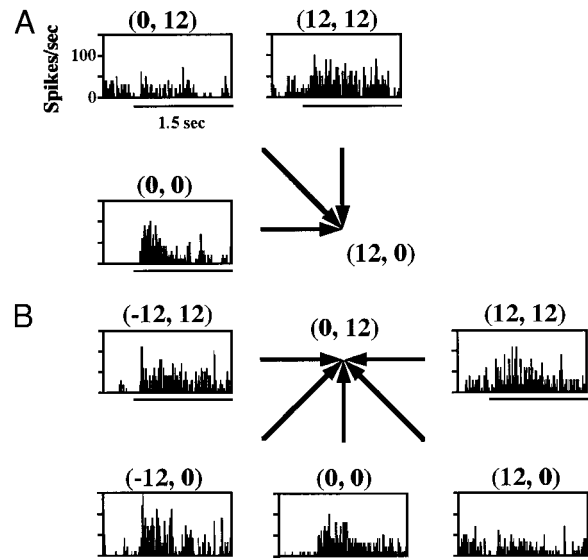 A
(0, 12) (12, 12)
Spikes/sec
100
0
1.5 sec
(0, 0)
(12, 0)
B
(-12, 12) (0, 12) (12, 12)
(-12, 0) (0, 0) (12, 0)